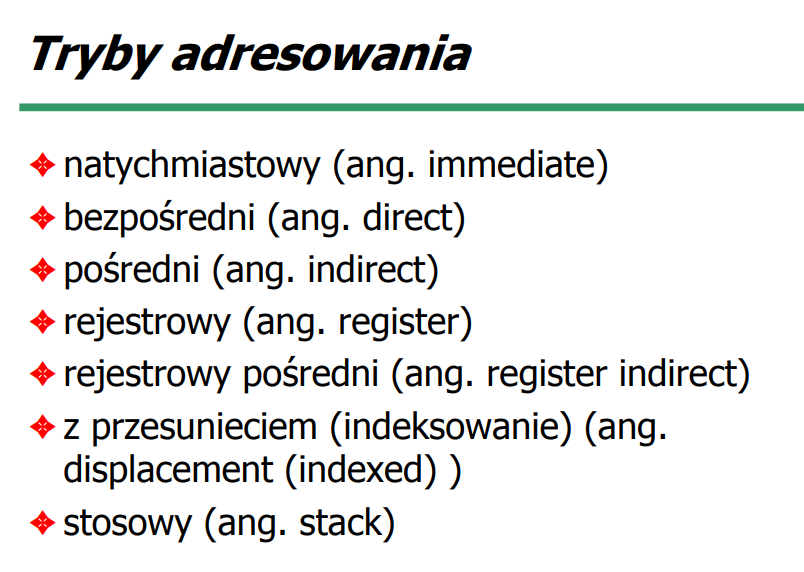 Tryby adresowania
natychmiastowy (ang. immediate)
bezpośredni (ang. direct)
pośredni (ang. indirect)
rejestrowy (ang. register)
rejestrowy pośredni (ang. register indirect)
z przesunieciem (indeksowanie) (ang.
displacement (indexed) )
stosowy (ang. stack)